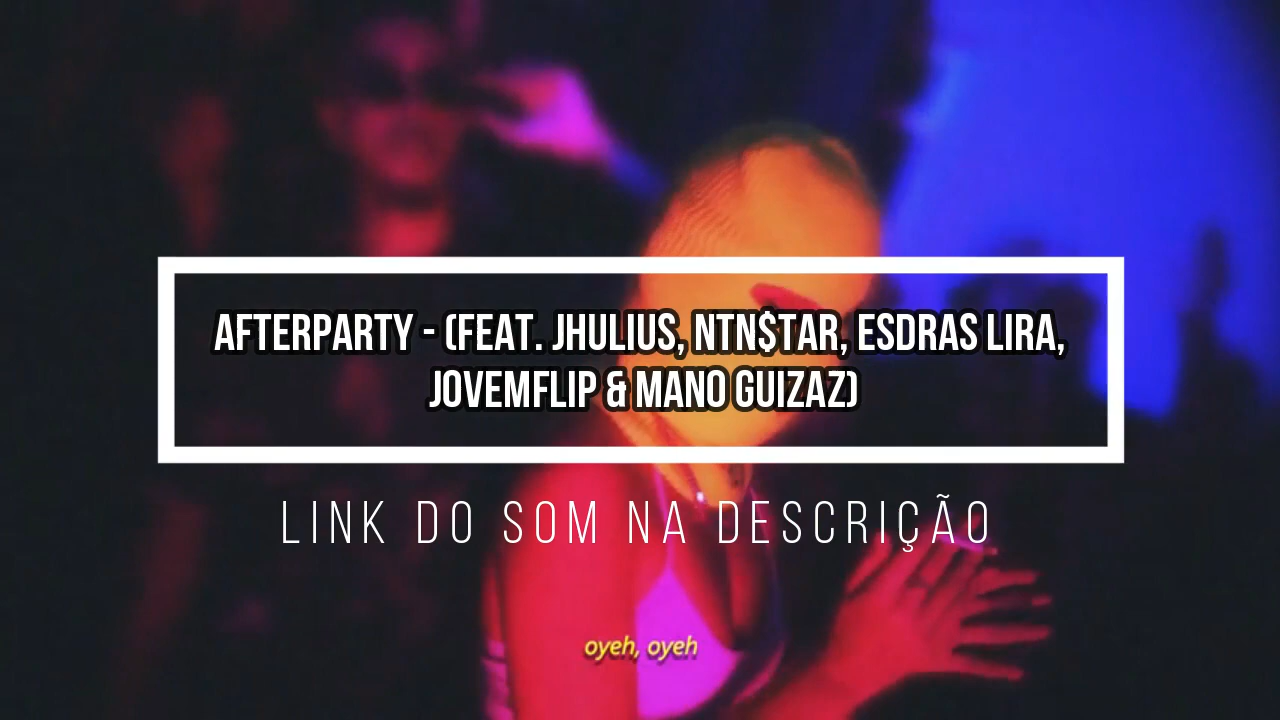 AFTERPARTY - (FEAT. JHULIUS, NTN$TAR, ESDRAS LIRA,
JOVEMFLIP & MANO GUIZAZ)
LINK DO SOM NA DESCRIÇÃO
oyeh, oyeh